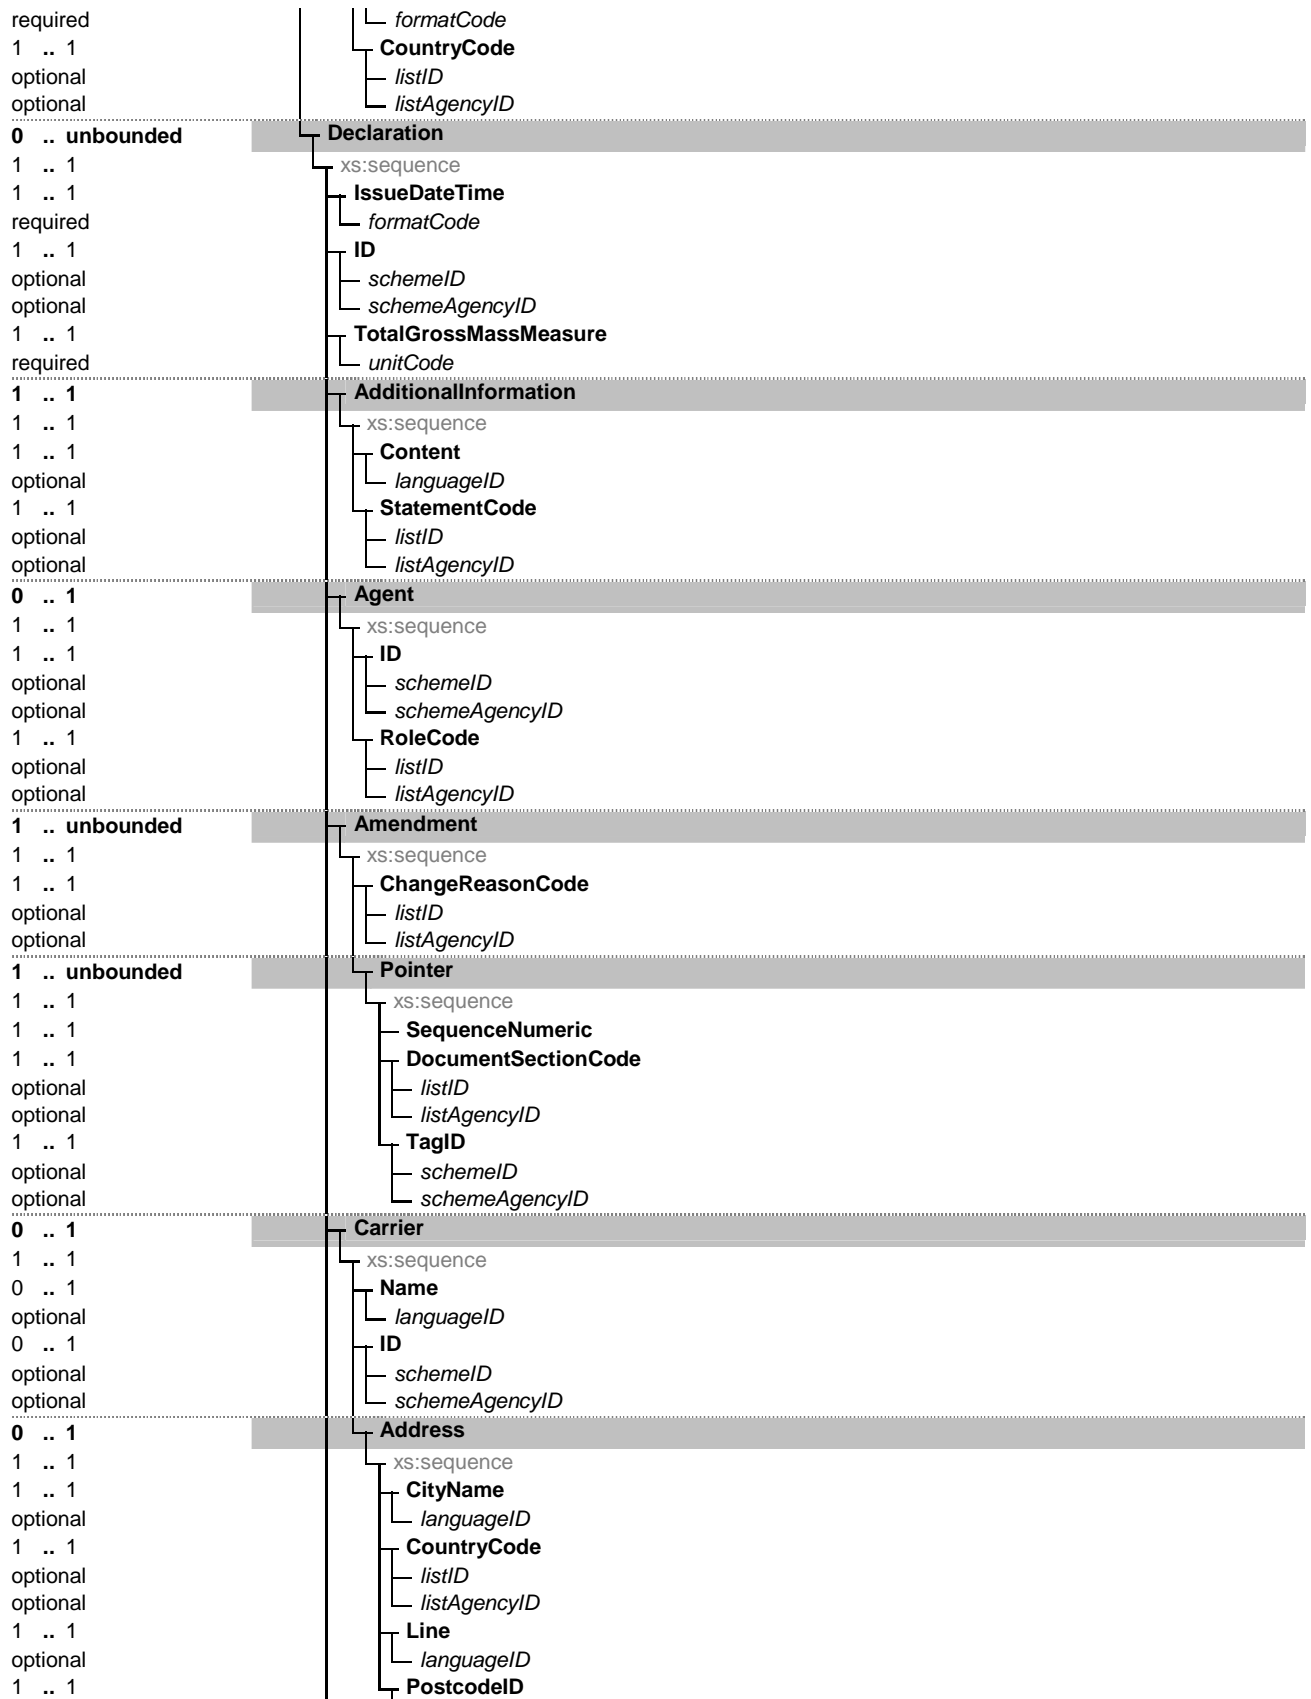 required formatCode
1 .. 1 CountryCode
optional listID
optional listAgencyID
0 .. unbounded Declaration
1 .. 1 xs:sequence
1 .. 1 IssueDateTime
required formatCode
1 .. 1 ID
optional schemeID
optional schemeAgencyID
1 .. 1 TotalGrossMassMeasure
required unitCode
1 .. 1 AdditionalInformation
1 .. 1 xs:sequence
1 .. 1 Content
optional languageID
1 .. 1 StatementCode
optional listID
optional listAgencyID
0 .. 1 Agent
1 .. 1 xs:sequence
1 .. 1 ID
optional schemeID
optional schemeAgencyID
1 .. 1 RoleCode
optional listID
optional listAgencyID
1 .. unbounded Amendment
1 .. 1 xs:sequence
1 .. 1 ChangeReasonCode
optional listID
optional listAgencyID
1 .. unbounded Pointer
1 .. 1 xs:sequence
1 .. 1 SequenceNumeric
1 .. 1 DocumentSectionCode
optional listID
optional listAgencyID
1 .. 1 TagID
optional schemeID
optional schemeAgencyID
0 .. 1 Carrier
1 .. 1 xs:sequence
0 .. 1 Name
optional languageID
0 .. 1 ID
optional schemeID
optional schemeAgencyID
0 .. 1 Address
1 .. 1 xs:sequence
1 .. 1 CityName
optional languageID
1 .. 1 CountryCode
optional listID
optional listAgencyID
1 .. 1 Line
optional languageID
1 .. 1 PostcodeID